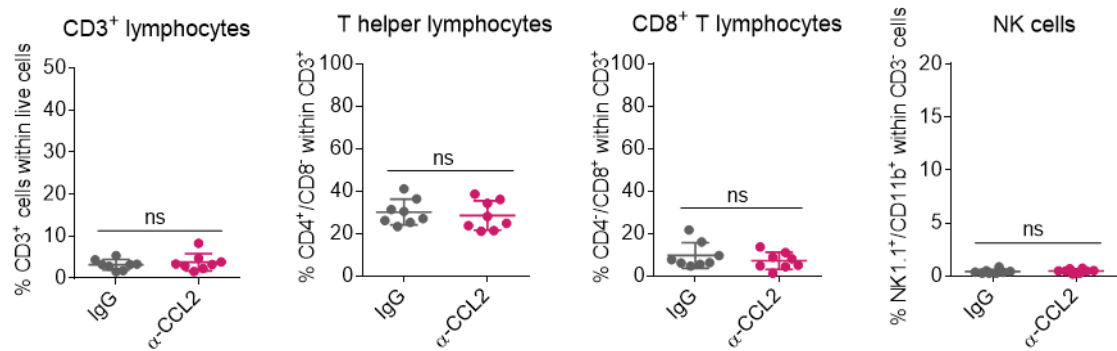 CD3⁺ lymphocytes
% CD3⁺ cells within live cells
50
40
30
20
10
5
0
ns
IgG
α-CCL2
T helper lymphocytes
% CD4⁺/CD8⁻ within CD3⁺
100
80
60
40
20
0
ns
IgG
α-CCL2
CD8⁺ T lymphocytes
% CD4⁻/CD8⁺ within CD3⁺
100
80
60
40
20
10
0
ns
IgG
α-CCL2
NK cells
% NK1.1⁺/CD11b⁺ within CD3⁻ cells
20
15
10
5
0
ns
IgG
α-CCL2